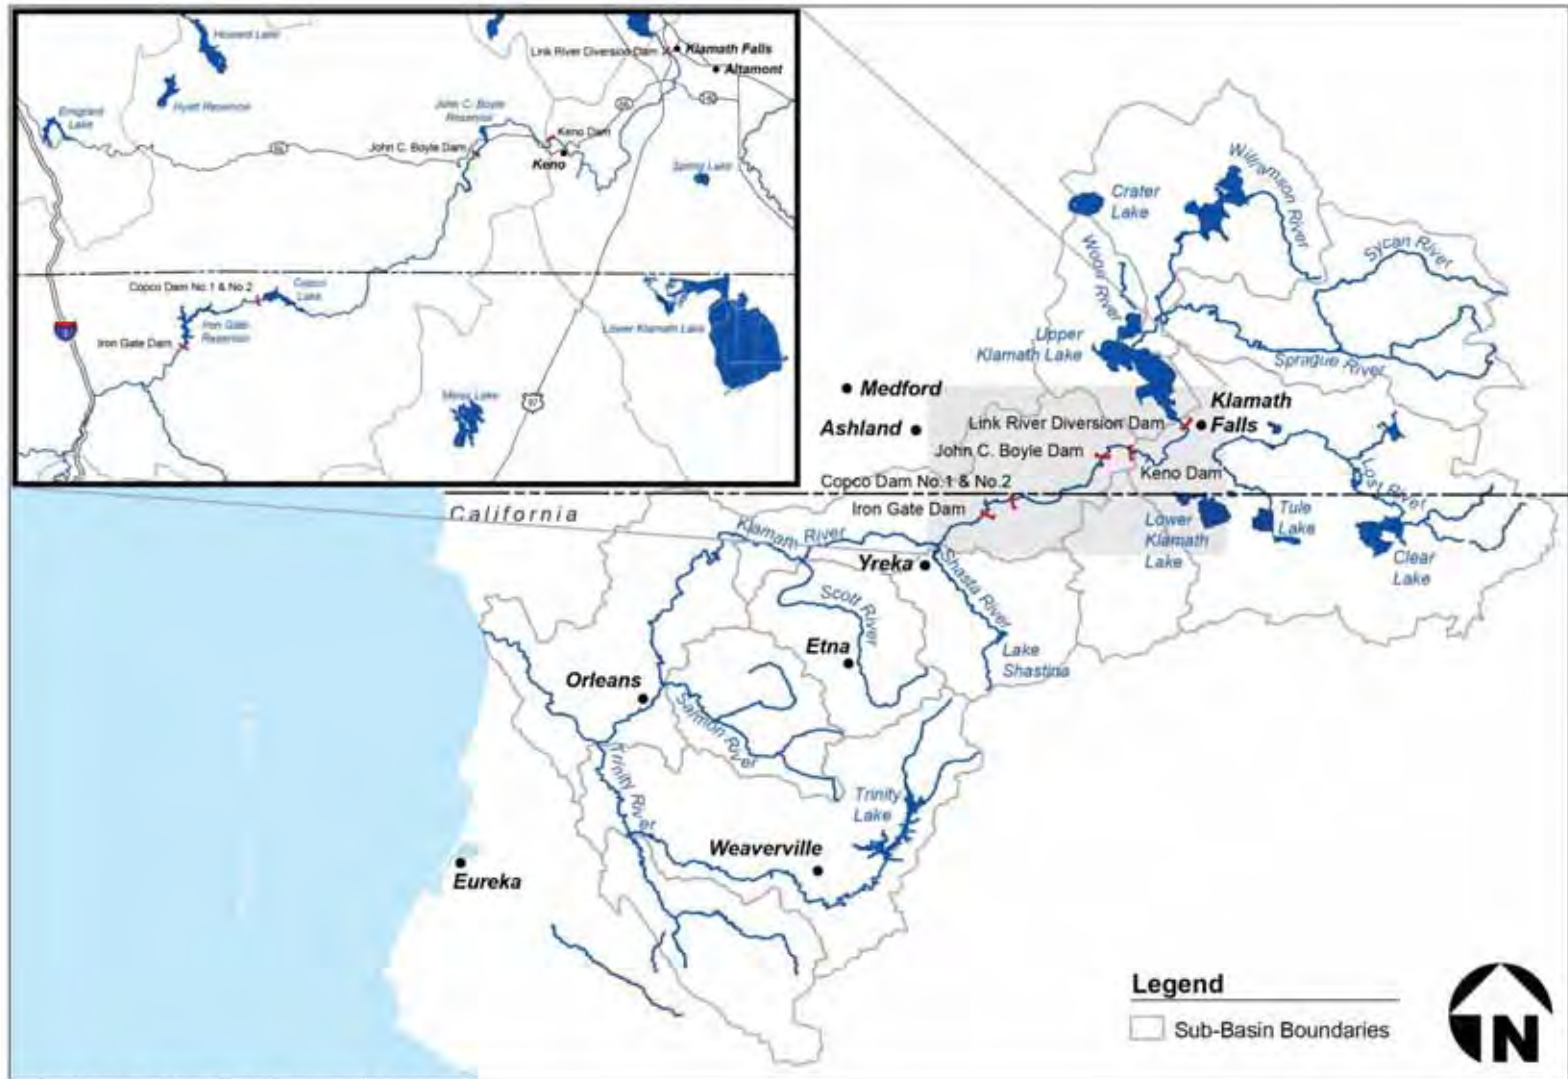 Howard Lake
Link River Diversion Dam
Klamath Falls
Altamont
Hyatt Reservoir
Emigrant
Lake
John C. Boyle
Reservoir
66
140
Keno Dam
John C. Boyle Dam
66
Keno
Spring Lake
Copco Dam No.1 & No.2
Copco
Lake
Iron Gate
Reservoir
Iron Gate Dam
Lower Klamath Lake
Meiss Lake
97
Williamson River
Crater
Lake
Sycan River
Wood River
Upper
Klamath Lake
Sprague River
Medford
Klamath
Falls
Ashland
Link River Diversion Dam
John C. Boyle Dam
Keno Dam
Copco Dam No.1 & No.2
Lost River
Iron Gate Dam
California
Lower
Klamath
Lake
Tule
Lake
Clear
Lake
Klamath River
Yreka
Shasta River
Scott River
Etna
Lake
Shastina
Orleans
Salmon River
Trinity River
Trinity
Lake
Weaverville
Eureka
Legend
Sub-Basin Boundaries
N